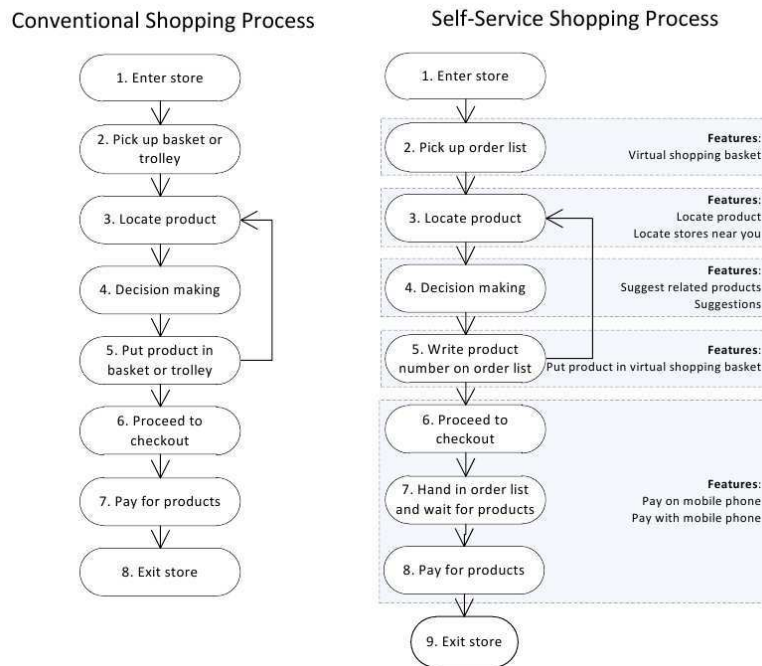 Conventional Shopping Process
1. Enter store
2. Pick up basket or
trolley
3. Locate product
4. Decision making
5. Put product in
basket or trolley
6. Proceed to
checkout
7. Pay for products
8. Exit store
Self-Service Shopping Process
1. Enter store
2. Pick up order list
Features:
Virtual shopping basket
3. Locate product
Features:
Locate product
Locate stores near you
4. Decision making
Features:
Suggest related products
Suggestions
5. Write product
number on order list
Features:
Put product in virtual shopping basket
6. Proceed to
checkout
7. Hand in order list
and wait for products
8. Pay for products
Features:
Pay on mobile phone
Pay with mobile phone
9. Exit store